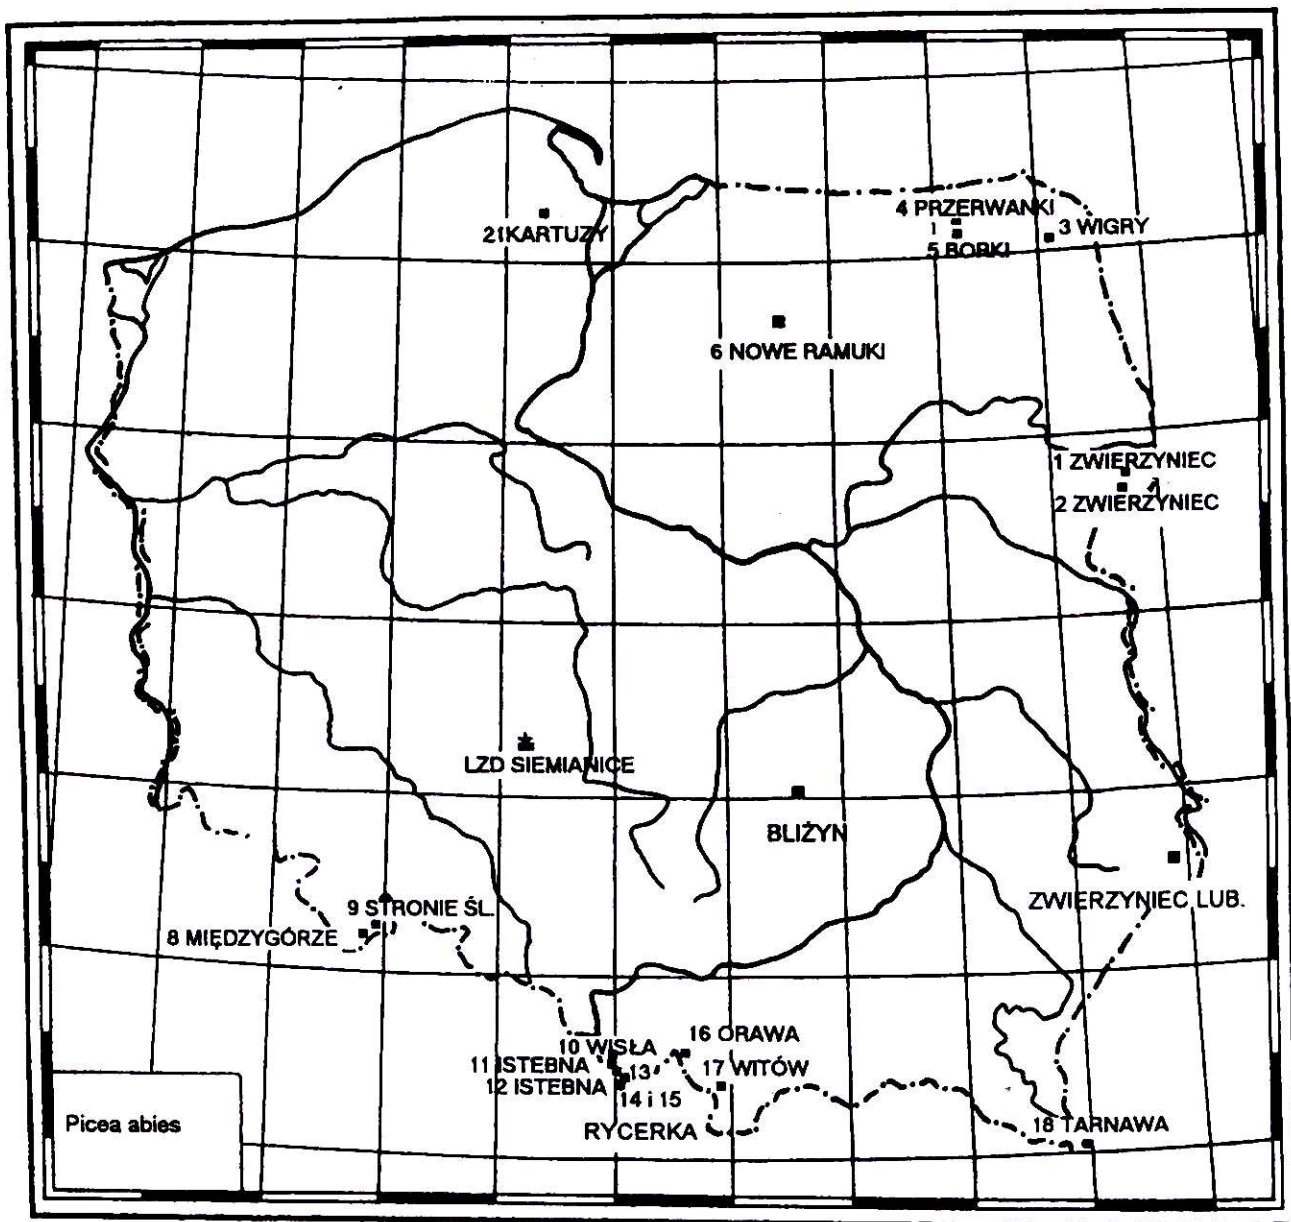 21 KARTUZY
4 PRZERWANKI
1
3 WIGRY
5 BORKI
6 NOWE RAMUKI
1 ZWIERZYNIEC
2 ZWIERZYNIEC
LZD SIEMIANICE
BLIŻYN
ZWIERZYNIEC LUB.
9 STRONIE ŚL.
8 MIĘDZYGÓRZE
16 ORAWA
10 WISŁA
11 ISTEBNA
13
17 WITÓW
12 ISTEBNA
14 i 15
RYCERKA
18 TARNAWA
Picea abies